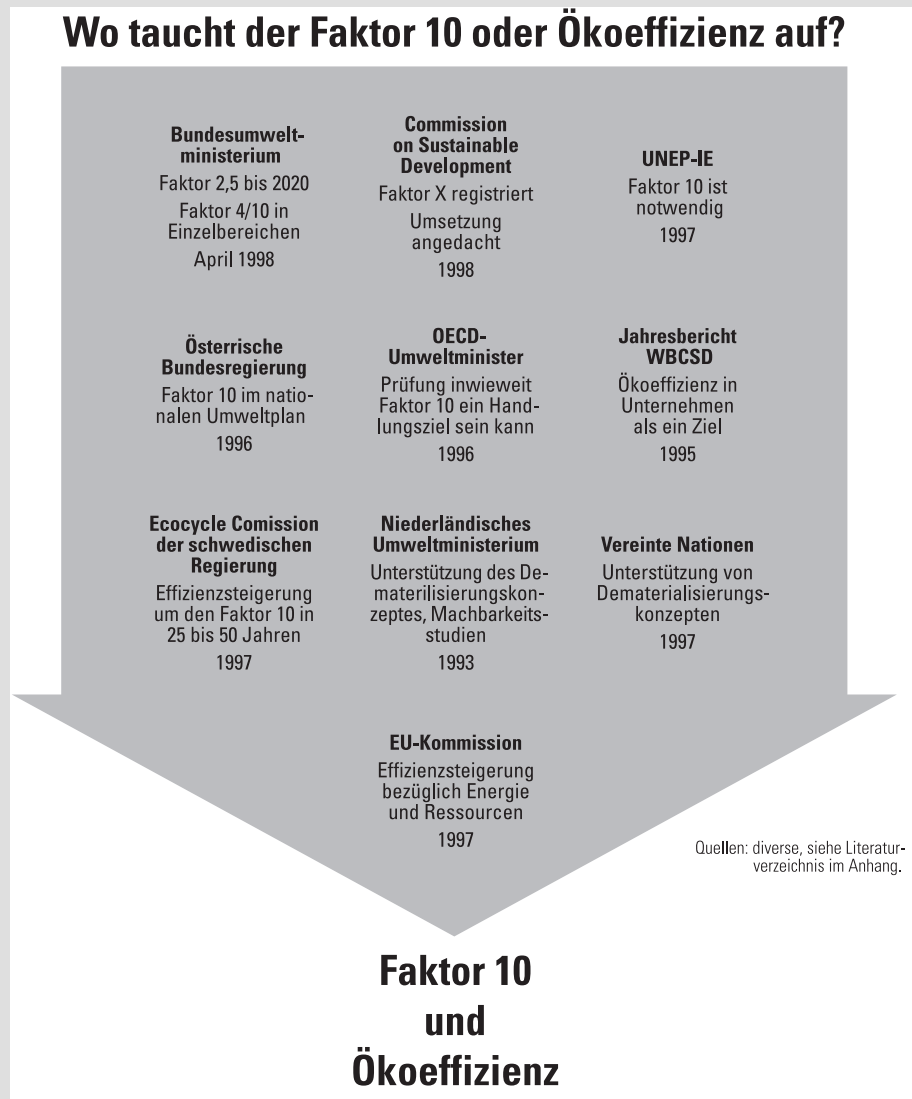 Wo taucht der Faktor 10 oder Ökoeffizienz auf?
Bundesumwelt-
ministerium
Faktor 2,5 bis 2020
Faktor 4/10 in
Einzelbereichen
April 1998
Commission
on Sustainable
Development
Faktor X registriert
Umsetzung
angedacht
1998
UNEP-IE
Faktor 10 ist
notwendig
1997
Österrische
Bundesregierung
Faktor 10 im natio-
nalen Umweltplan
1996
OECD-
Umweltminister
Prüfung inwieweit
Faktor 10 ein Hand-
lungsziel sein kann
1996
Jahresbericht
WBCSD
Ökoeffizienz in
Unternehmen
als ein Ziel
1995
Ecocycle Comission
der schwedischen
Regierung
Effizienzsteigerung
um den Faktor 10 in
25 bis 50 Jahren
1997
Niederländisches
Umweltministerium
Unterstützung des De-
materilisierungskon-
zeptes, Machbarkeits-
studien
1993
Vereinte Nationen
Unterstützung von
Dematerialisierungs-
konzepten
1997
EU-Kommission
Effizienzsteigerung
bezüglich Energie
und Ressourcen
1997
Quellen: diverse, siehe Literatur-
verzeichnis im Anhang.
Faktor 10
und
Ökoeffizienz